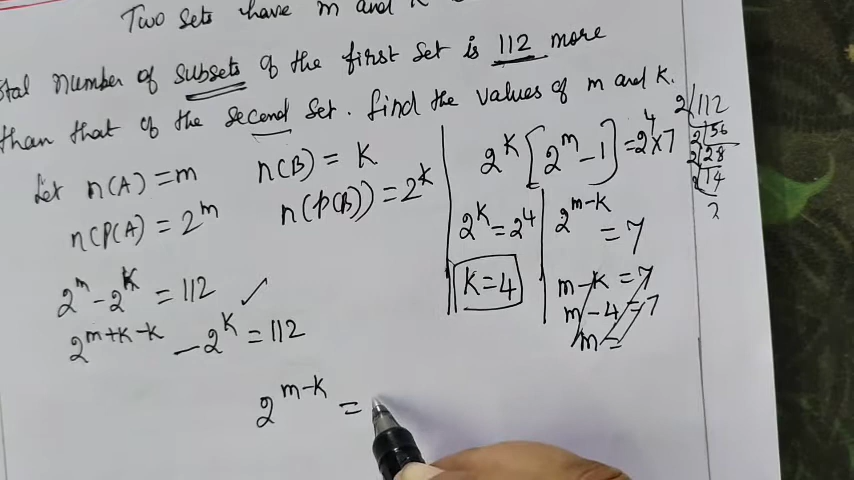 Two sets have m and K
tal number of subsets of the first set is 112 more
than that of the second set. find the values of m and K.
Let n(A) = m
n(B) = K
n(P(A) = 2^m
n(P(B)) = 2^K
2^m - 2^K = 112 ✓
2^{m+K-K} - 2^K = 112
2^{m-K} =
2^K [2^m - 1] = 2^4 × 7
2^K = 2^4
K = 4
2^{m-K} = 7
m - K = 7
m - 4 = 7
m =
2 112
2 56
2 28
2 14